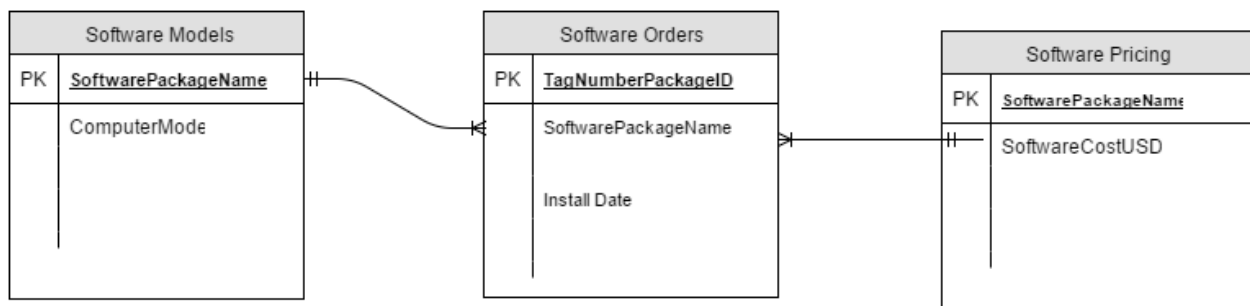 Software Models
PK SoftwarePackageName
ComputerMode
Software Orders
PK TagNumberPackageID
SoftwarePackageName
Install Date
Software Pricing
PK SoftwarePackageName
SoftwareCostUSD